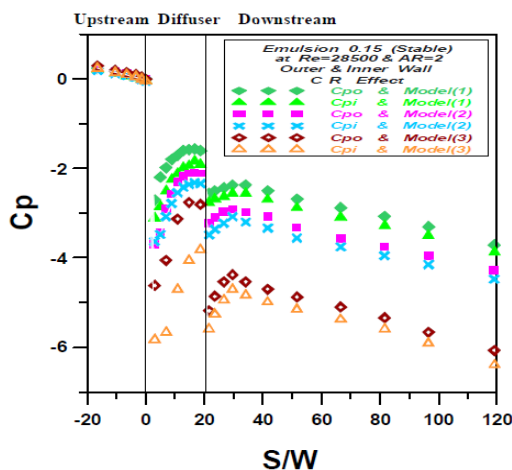 Upstream Diffuser Downstream
Emulsion 0.15 (Stable)
at Re=28500 & AR=2
Outer & Inner Wall
C R Effect
Cpo & Model(1)
Cpi & Model(1)
Cpo & Model(2)
Cpi & Model(2)
Cpo & Model(3)
Cpi & Model(3)
Cp
0
-2
-4
-6
-20 0 20 40 60 80 100 120
S/W